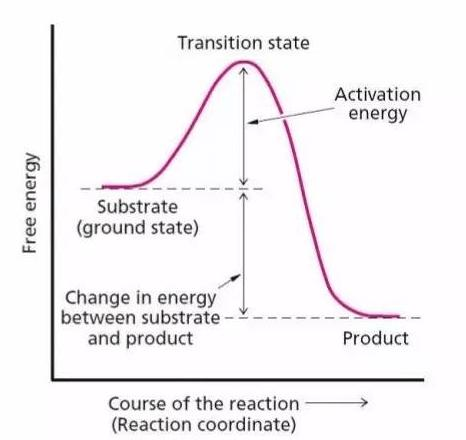 Transition state
Activation
energy
Free energy
Substrate
(ground state)
Change in energy
between substrate
and product
Product
Course of the reaction
(Reaction coordinate)